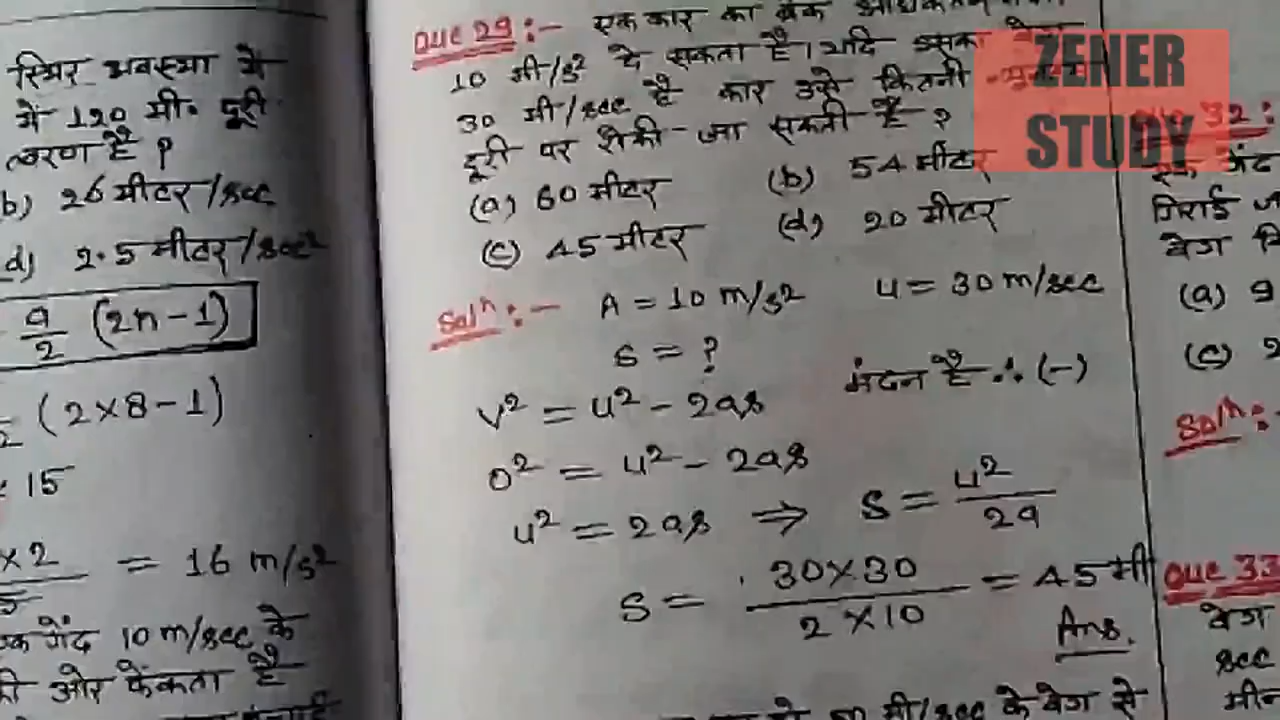 स्थिर अवस्था में
में 120 मी. दूरी
त्वरण है ?
b) 26 मीटर/sec
d) 2.5 मीटर/sec²
a/2 (2n-1)
(2×8-1)
15
×2/5 = 16 m/s²
एक गेंद 10 m/sec के
की ओर फेंकता है
Que 29:- एक कार का ब्रेक अधिकतम
10 मी/s² दे सकता है। यदि उसका वेग
30 मी/sec है कार उसे कितनी
दूरी पर रोकी जा सकती है ?
(a) 60 मीटर (b) 54 मीटर
(c) 45 मीटर (d) 20 मीटर
Solⁿ:- A = 10 m/s² u = 30 m/sec
s = ?
मंदन है ∴ (-)
v² = u² - 2as
0² = u² - 2as
u² = 2as ⇒ s = u²/2a
s = 30×30/2×10 = 45 मी
Ans.
मी/sec के वेग से
ZENER
STUDY
Que 32:
एक गेंद
गिराई
वेग
(a) 9
(c) 2
Solⁿ:-
Que 33
वेग
sec